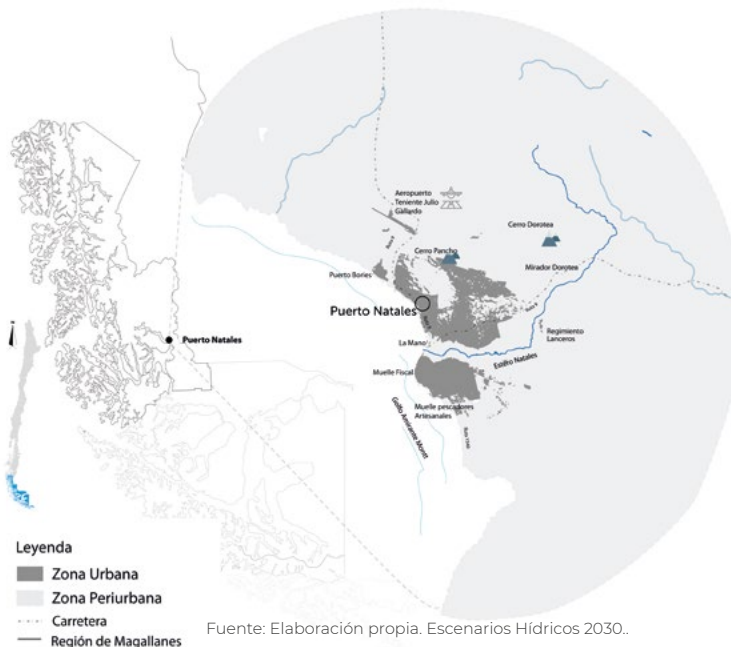 Aeropuerto
Teniente Julio
Gallardo
Cerro Dorotea
Cerro Pancho
Mirador Dorotea
Puerto Bories
Puerto Natales
Puerto Natales
Regimiento
Lanceros
La Mano
Estero Natales
Muelle Fiscal
Golfo Almirante Montt
Muelle pescadores
Artesanales
Leyenda
Zona Urbana
Zona Periurbana
Carretera
Región de Magallanes
Fuente: Elaboración propia. Escenarios Hídricos 2030..